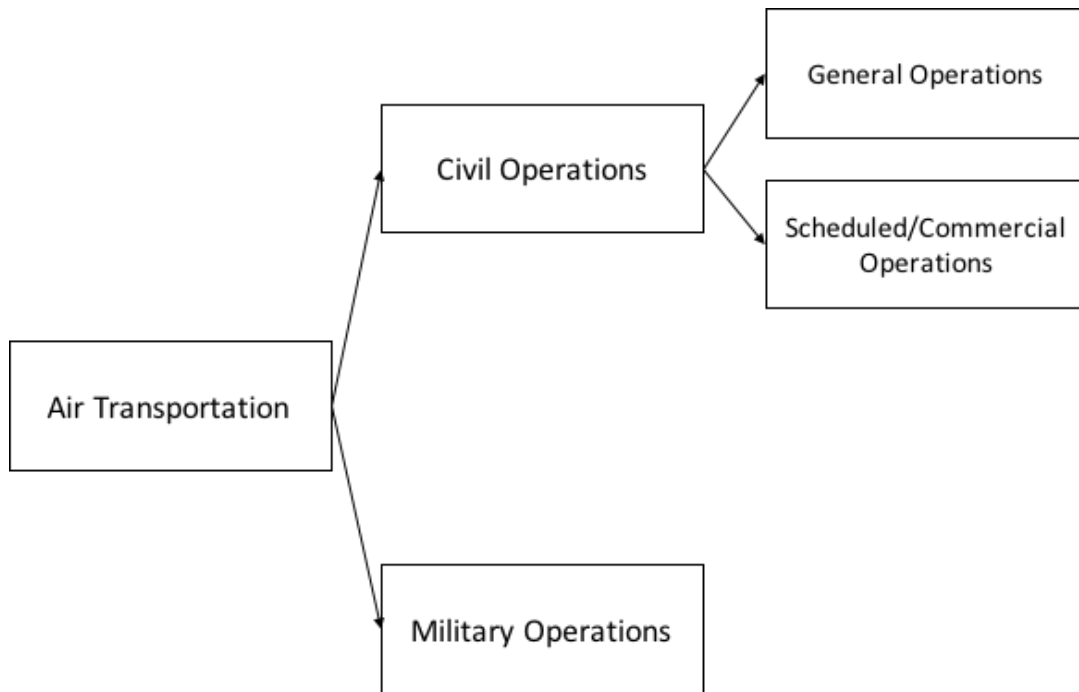 General Operations
Civil Operations
Scheduled/Commercial
Operations
Air Transportation
Military Operations